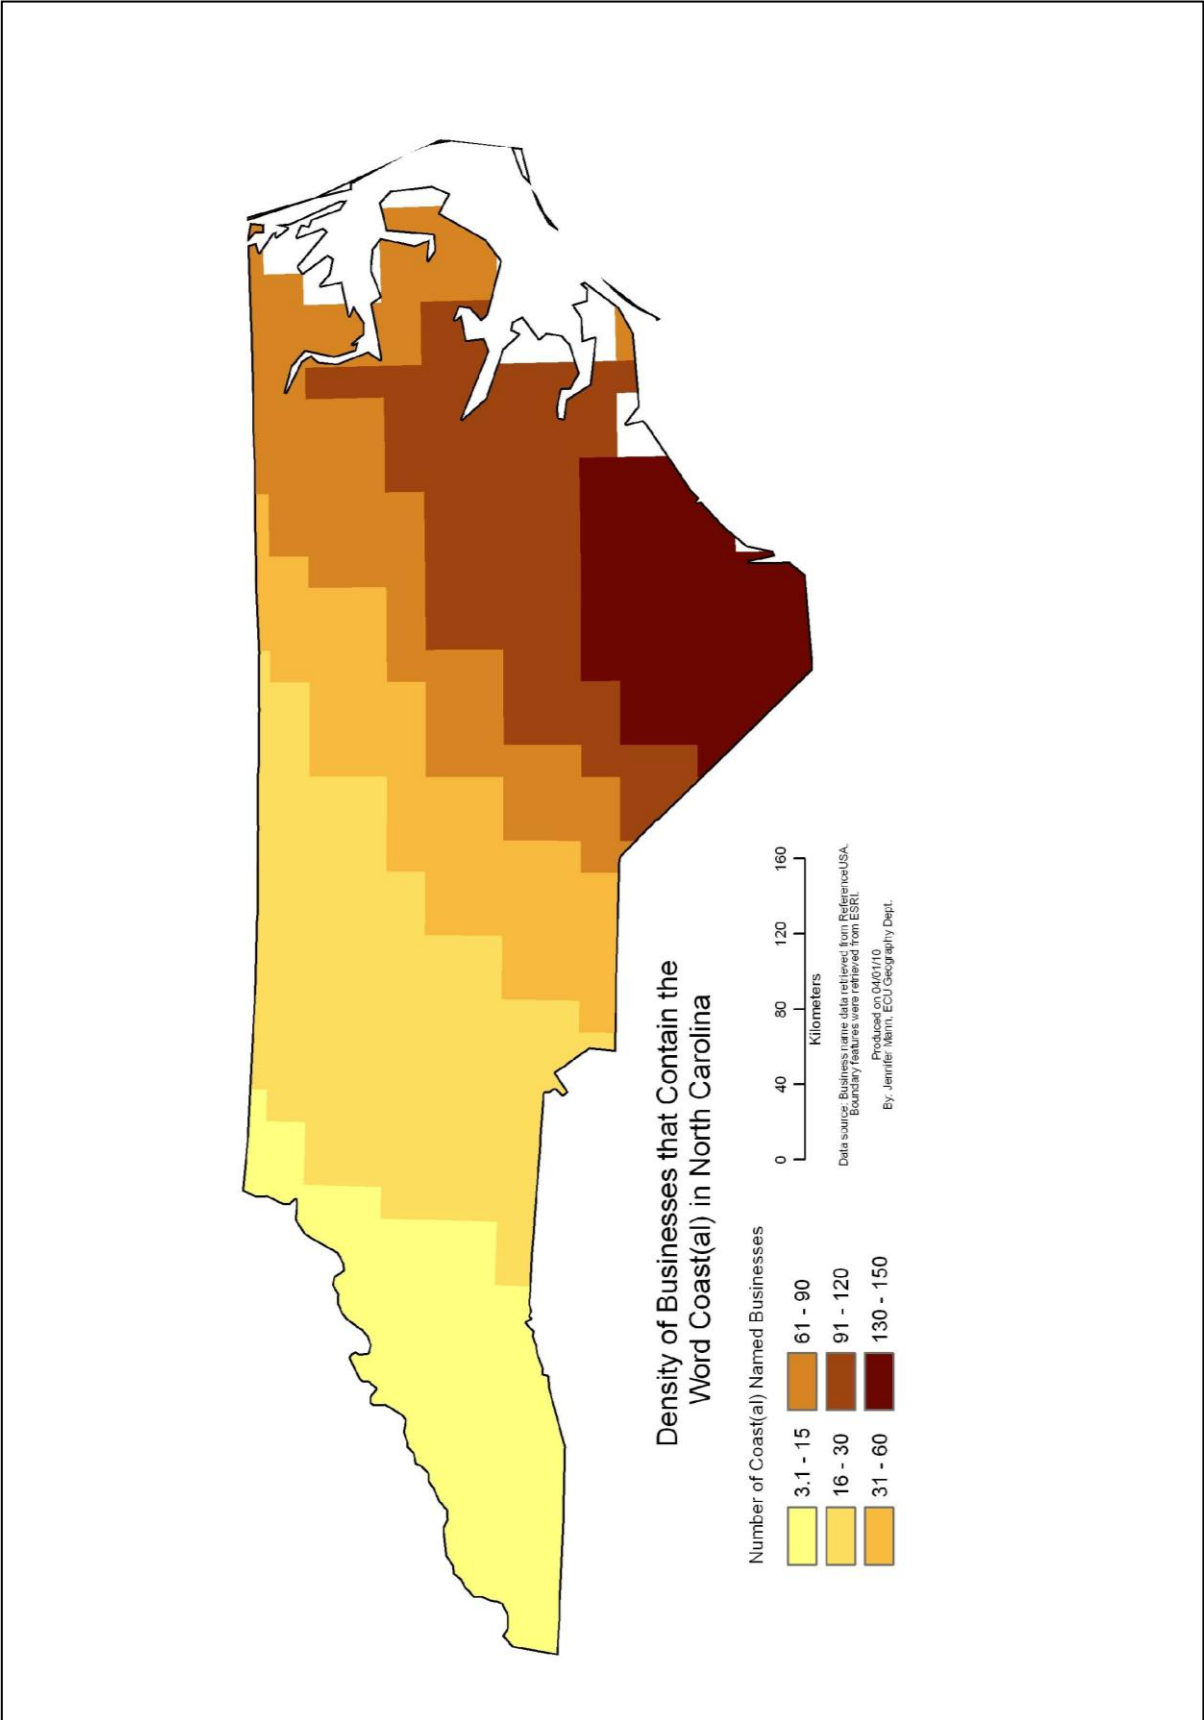 Density of Businesses that Contain the
Word Coast(al) in North Carolina
Number of Coast(al) Named Businesses
3.1 - 15
61 - 90
16 - 30
91 - 120
31 - 60
130 - 150
0 40 80 120 160
Kilometers
Data source: Business name data retrieved from ReferenceUSA.
Boundary features were retrieved from ESRI.
Produced on 04/01/10
By: Jennifer Mann, ECU Geography Dept.